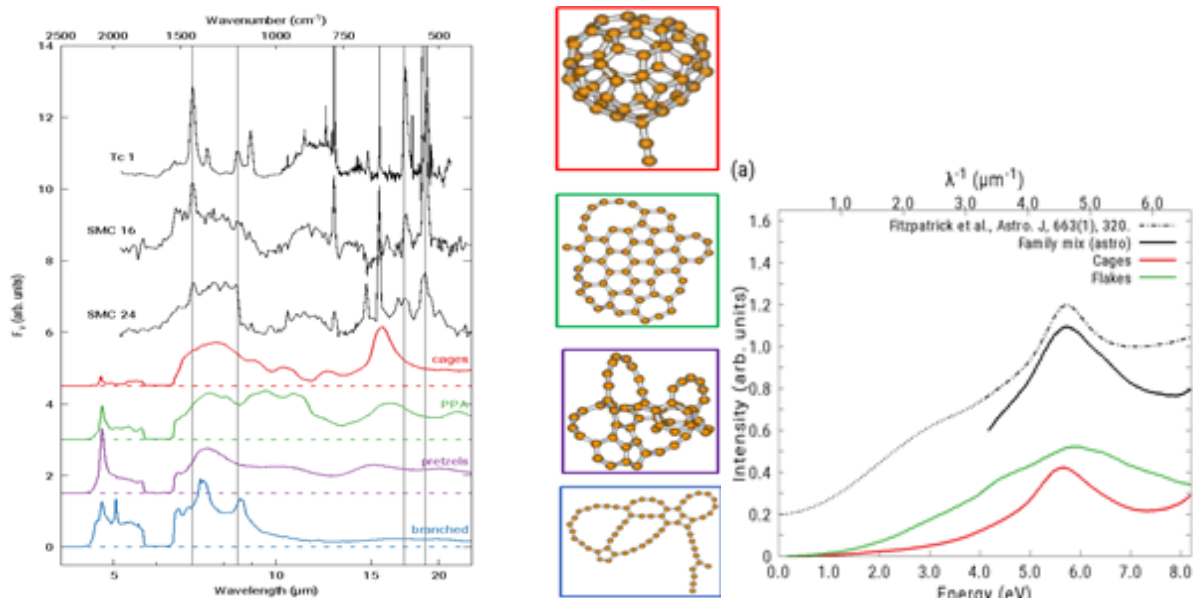 Wavenumber (cm⁻¹)
2500 2000 1500 1000 750 500
14
12
10
8
6
4
2
0
F_ν (arb. units)
Tc 1
SMC 16
SMC 24
cages
PPA
pretzels
branched
5 10 15 20
Wavelength (μm)
(a)
λ⁻¹ (μm⁻¹)
1.0 2.0 3.0 4.0 5.0 6.0
1.6
1.4
1.2
1.0
0.8
0.6
0.4
0.2
0
Intensity (arb. units)
Fitzpatrick et al., Astro. J, 663(1), 320.
Family mix (astro)
Cages
Flakes
0.0 1.0 2.0 3.0 4.0 5.0 6.0 7.0 8.0
Energy (eV)